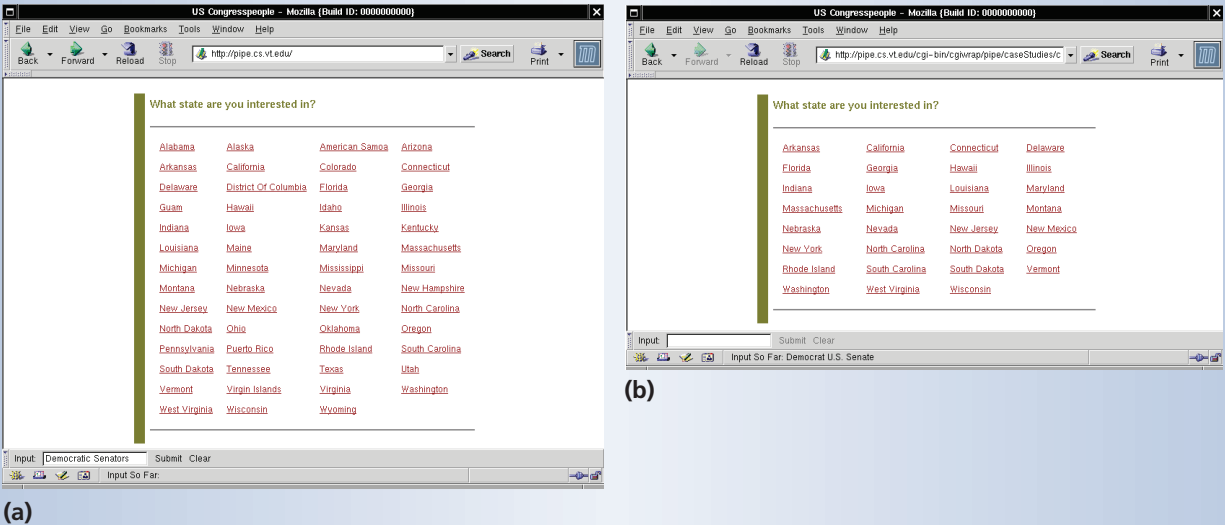 US Congresspeople - Mozilla {Build ID: 0000000000}
File Edit View Go Bookmarks Tools Window Help
Back Forward Reload Stop http://pipe.cs.vt.edu/ Search Print
What state are you interested in?
Alabama Alaska American Samoa Arizona
Arkansas California Colorado Connecticut
Delaware District Of Columbia Florida Georgia
Guam Hawaii Idaho Illinois
Indiana Iowa Kansas Kentucky
Louisiana Maine Maryland Massachusetts
Michigan Minnesota Mississippi Missouri
Montana Nebraska Nevada New Hampshire
New Jersey New Mexico New York North Carolina
North Dakota Ohio Oklahoma Oregon
Pennsylvania Puerto Rico Rhode Island South Carolina
South Dakota Tennessee Texas Utah
Vermont Virgin Islands Virginia Washington
West Virginia Wisconsin Wyoming
Input: Democratic Senators Submit Clear
Input So Far:
(a)
US Congresspeople - Mozilla {Build ID: 0000000000}
File Edit View Go Bookmarks Tools Window Help
Back Forward Reload Stop http://pipe.cs.vt.edu/cgi-bin/cgiwrap/pipe/caseStudies/c Search Print
What state are you interested in?
Arkansas California Connecticut Delaware
Florida Georgia Hawaii Illinois
Indiana Iowa Louisiana Maryland
Massachusetts Michigan Missouri Montana
Nebraska Nevada New Jersey New Mexico
New York North Carolina North Dakota Oregon
Rhode Island South Carolina South Dakota Vermont
Washington West Virginia Wisconsin
Input: Submit Clear
Input So Far: Democrat U.S. Senate
(b)